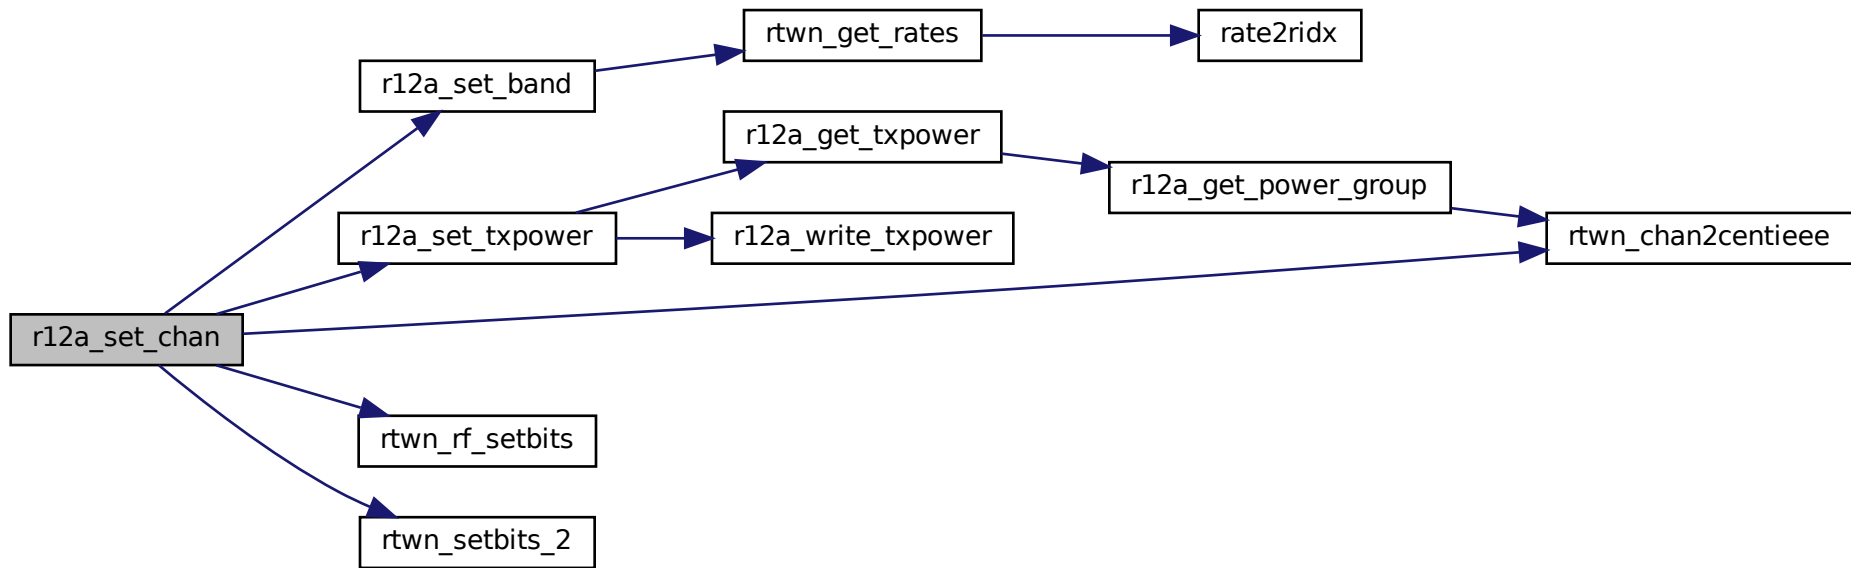 rtwn_get_rates
rate2ridx
r12a_set_band
r12a_get_txpower
r12a_get_power_group
r12a_set_txpower
r12a_write_txpower
rtwn_chan2centieee
r12a_set_chan
rtwn_rf_setbits
rtwn_setbits_2